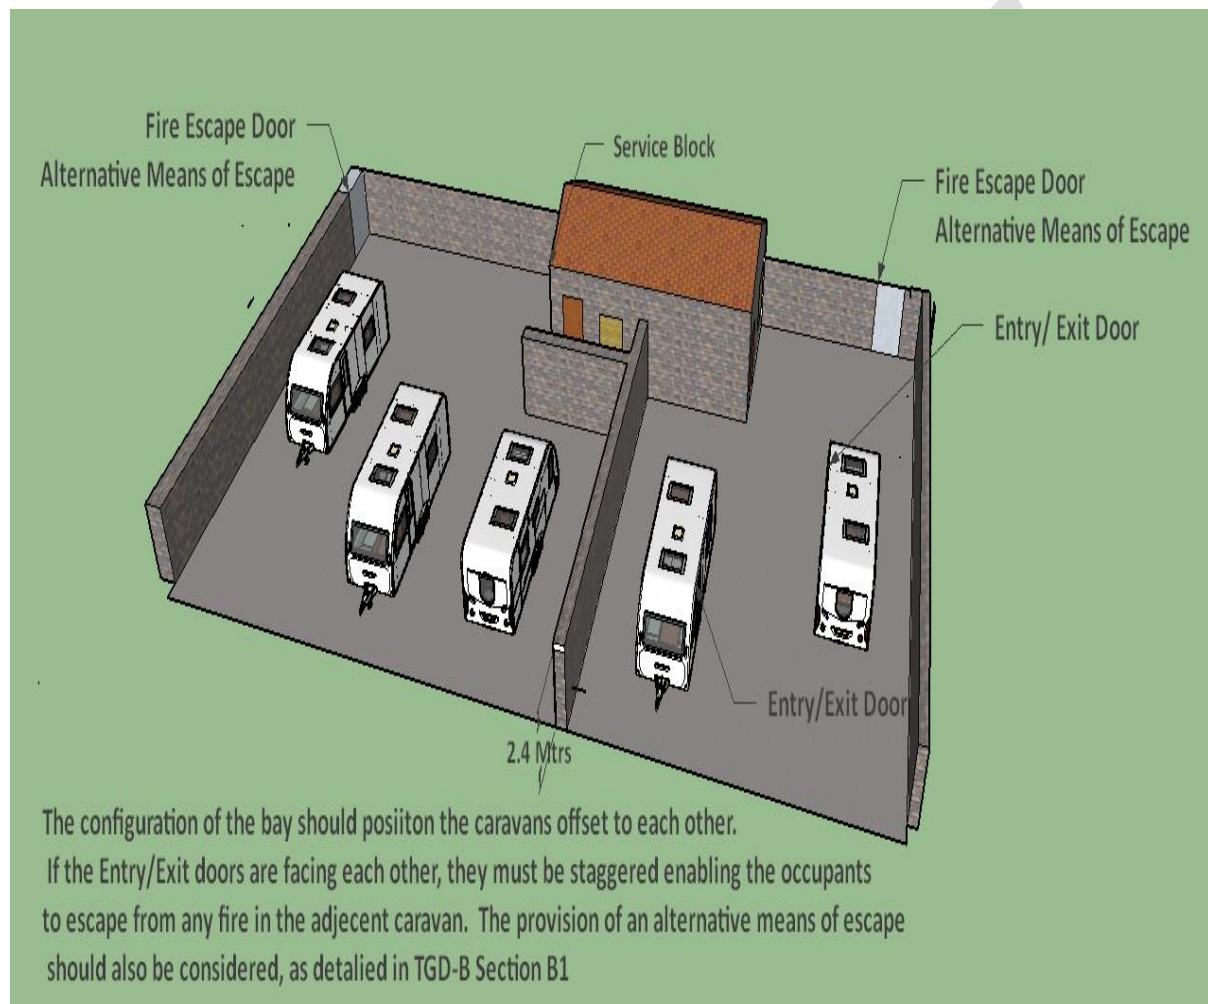 Fire Escape Door
Alternative Means of Escape
Service Block
Fire Escape Door
Alternative Means of Escape
Entry/ Exit Door
Entry/Exit Door
2.4 Mtrs
The configuration of the bay should posiiton the caravans offset to each other.
If the Entry/Exit doors are facing each other, they must be staggered enabling the occupants
to escape from any fire in the adjecent caravan. The provision of an alternative means of escape
should also be considered, as detalied in TGD-B Section B1